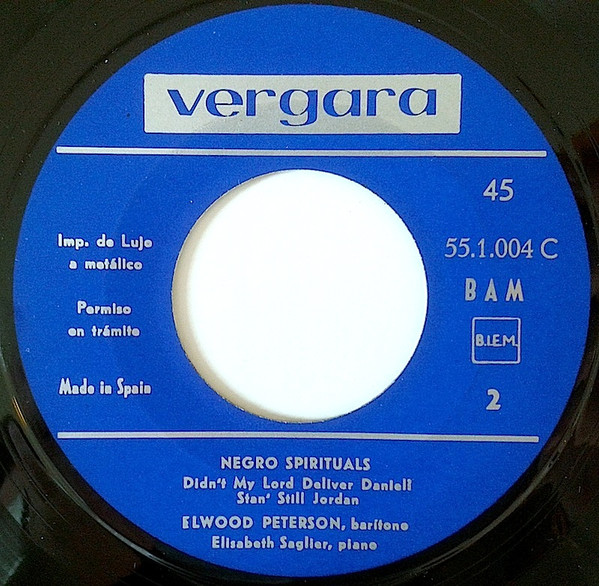 vergara
45
Imp. de Lujo
a metálico
55.1.004 C
BAM
Permiso
en trámite
B.I.E.M.
Made in Spain
2
NEGRO SPIRITUALS
Didn't My Lord Deliver Daniel?
Stan' Still Jordan
ELWOOD PETERSON, barítono
Elisabeth Saglier, piano